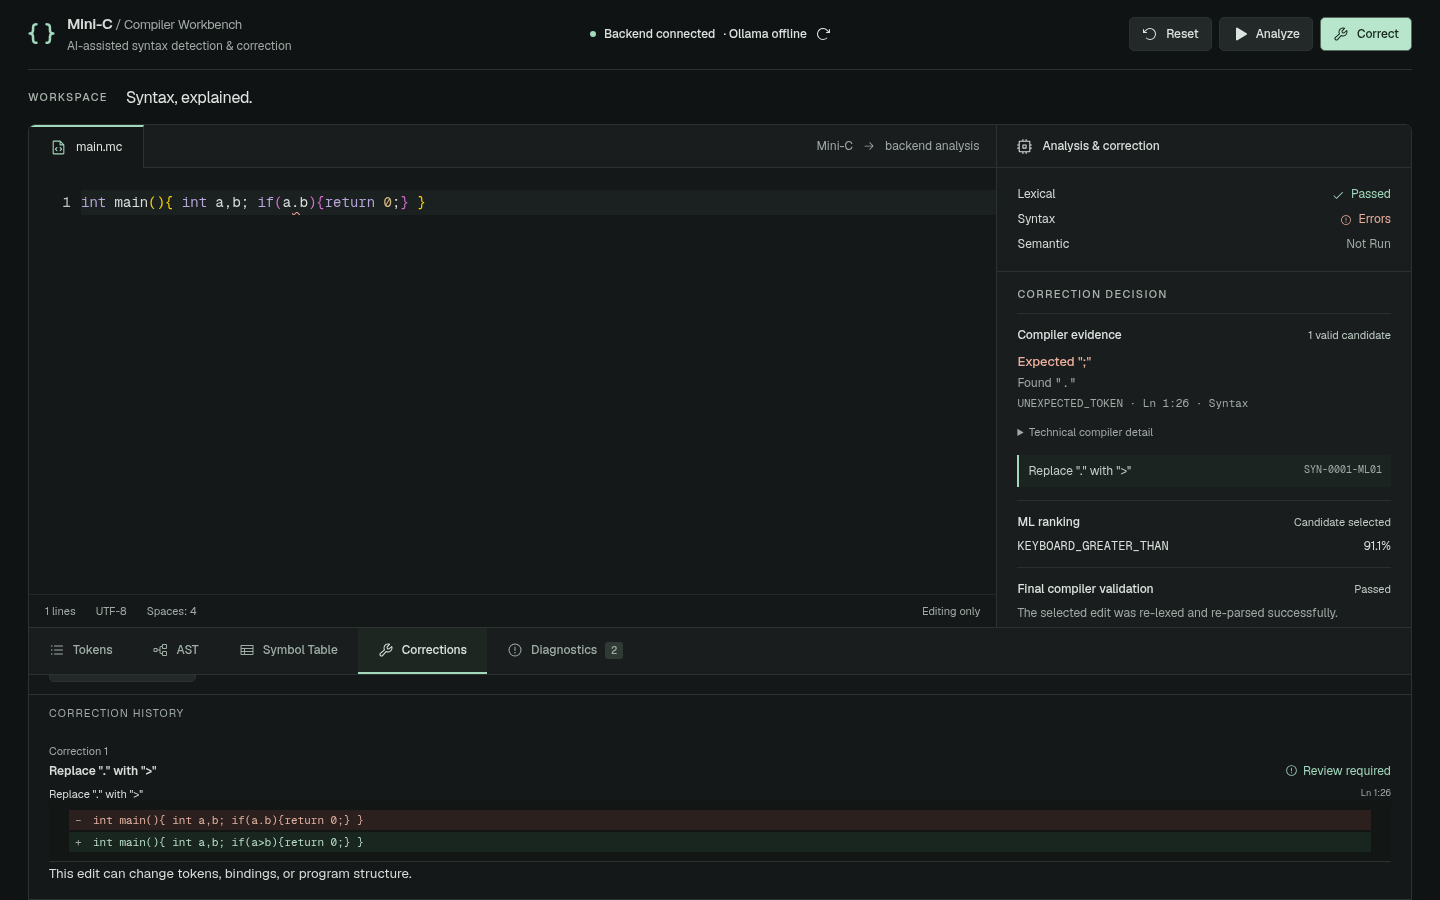 { } Mini-C / Compiler Workbench
AI-assisted syntax detection & correction
Backend connected · Ollama offline
Reset
Analyze
Correct
WORKSPACE Syntax, explained.
main.mc
Mini-C → backend analysis
1 int main(){ int a,b; if(a.b){return 0;} }
1 lines UTF-8 Spaces: 4 Editing only
Analysis & correction
Lexical ✓ Passed
Syntax Errors
Semantic Not Run
CORRECTION DECISION
Compiler evidence 1 valid candidate
Expected ";"
Found "."
UNEXPECTED_TOKEN · Ln 1:26 · Syntax
▶ Technical compiler detail
Replace "." with ">" SYN-0001-ML01
ML ranking Candidate selected
KEYBOARD_GREATER_THAN 91.1%
Final compiler validation Passed
The selected edit was re-lexed and re-parsed successfully.
Tokens AST Symbol Table Corrections Diagnostics 2
CORRECTION HISTORY
Correction 1
Replace "." with ">" Review required
Replace "." with ">" Ln 1:26
- int main(){ int a,b; if(a.b){return 0;} }
+ int main(){ int a,b; if(a>b){return 0;} }
This edit can change tokens, bindings, or program structure.